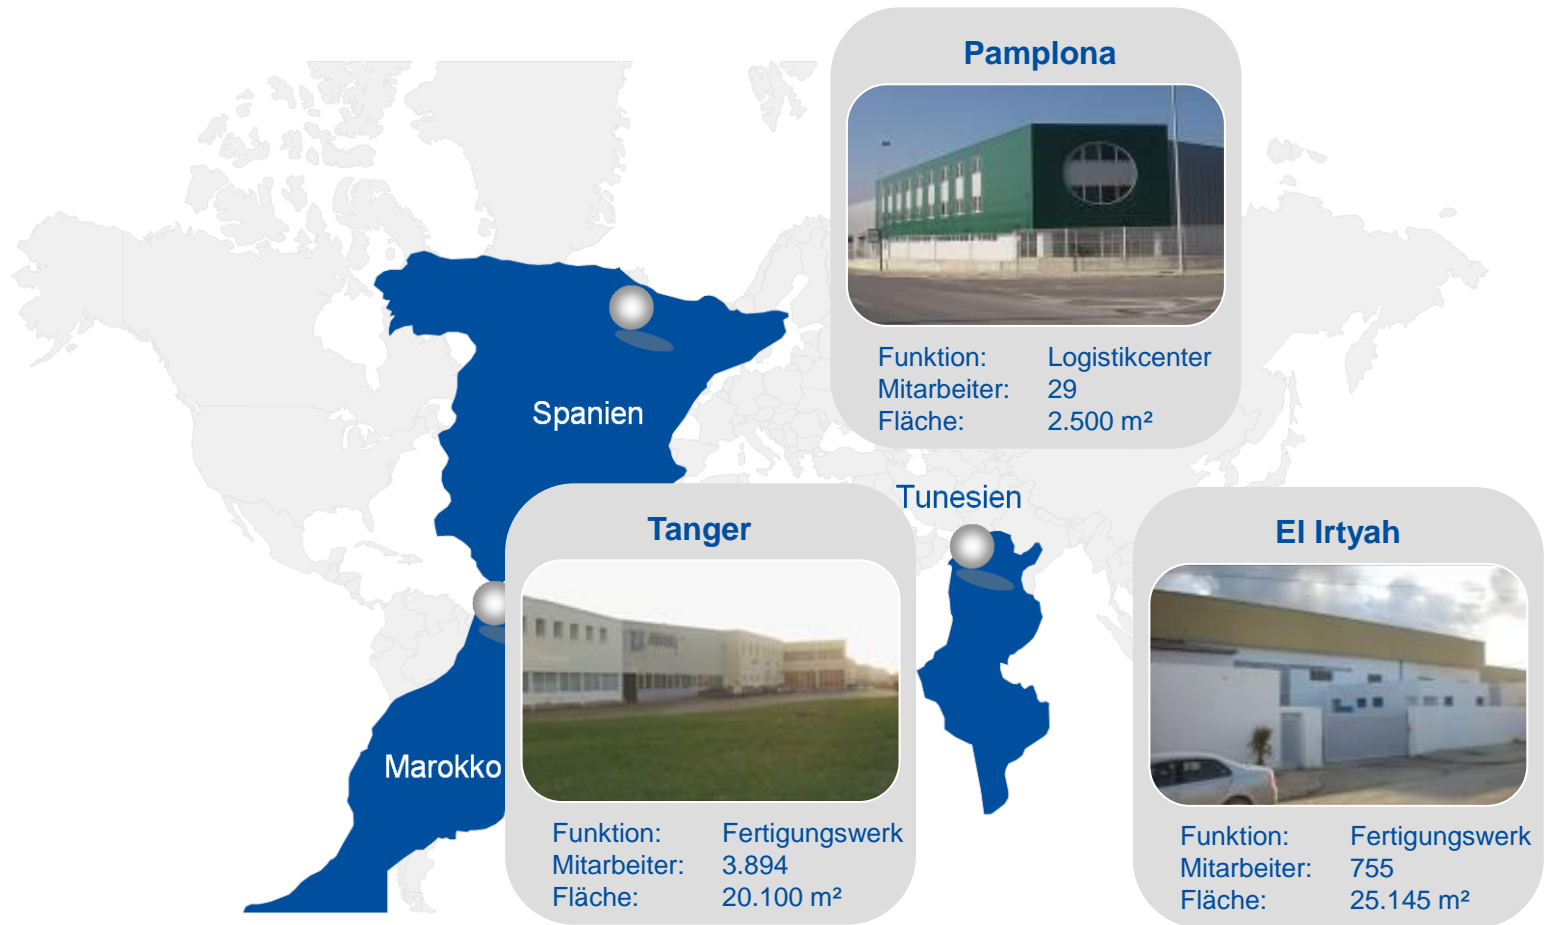 Pamplona
Funktion: Logistikcenter
Mitarbeiter: 29
Fläche: 2.500 m²
Spanien
Tunesien
Tanger
Funktion: Fertigungswerk
Mitarbeiter: 3.894
Fläche: 20.100 m²
Marokko
El Irtyah
Funktion: Fertigungswerk
Mitarbeiter: 755
Fläche: 25.145 m²